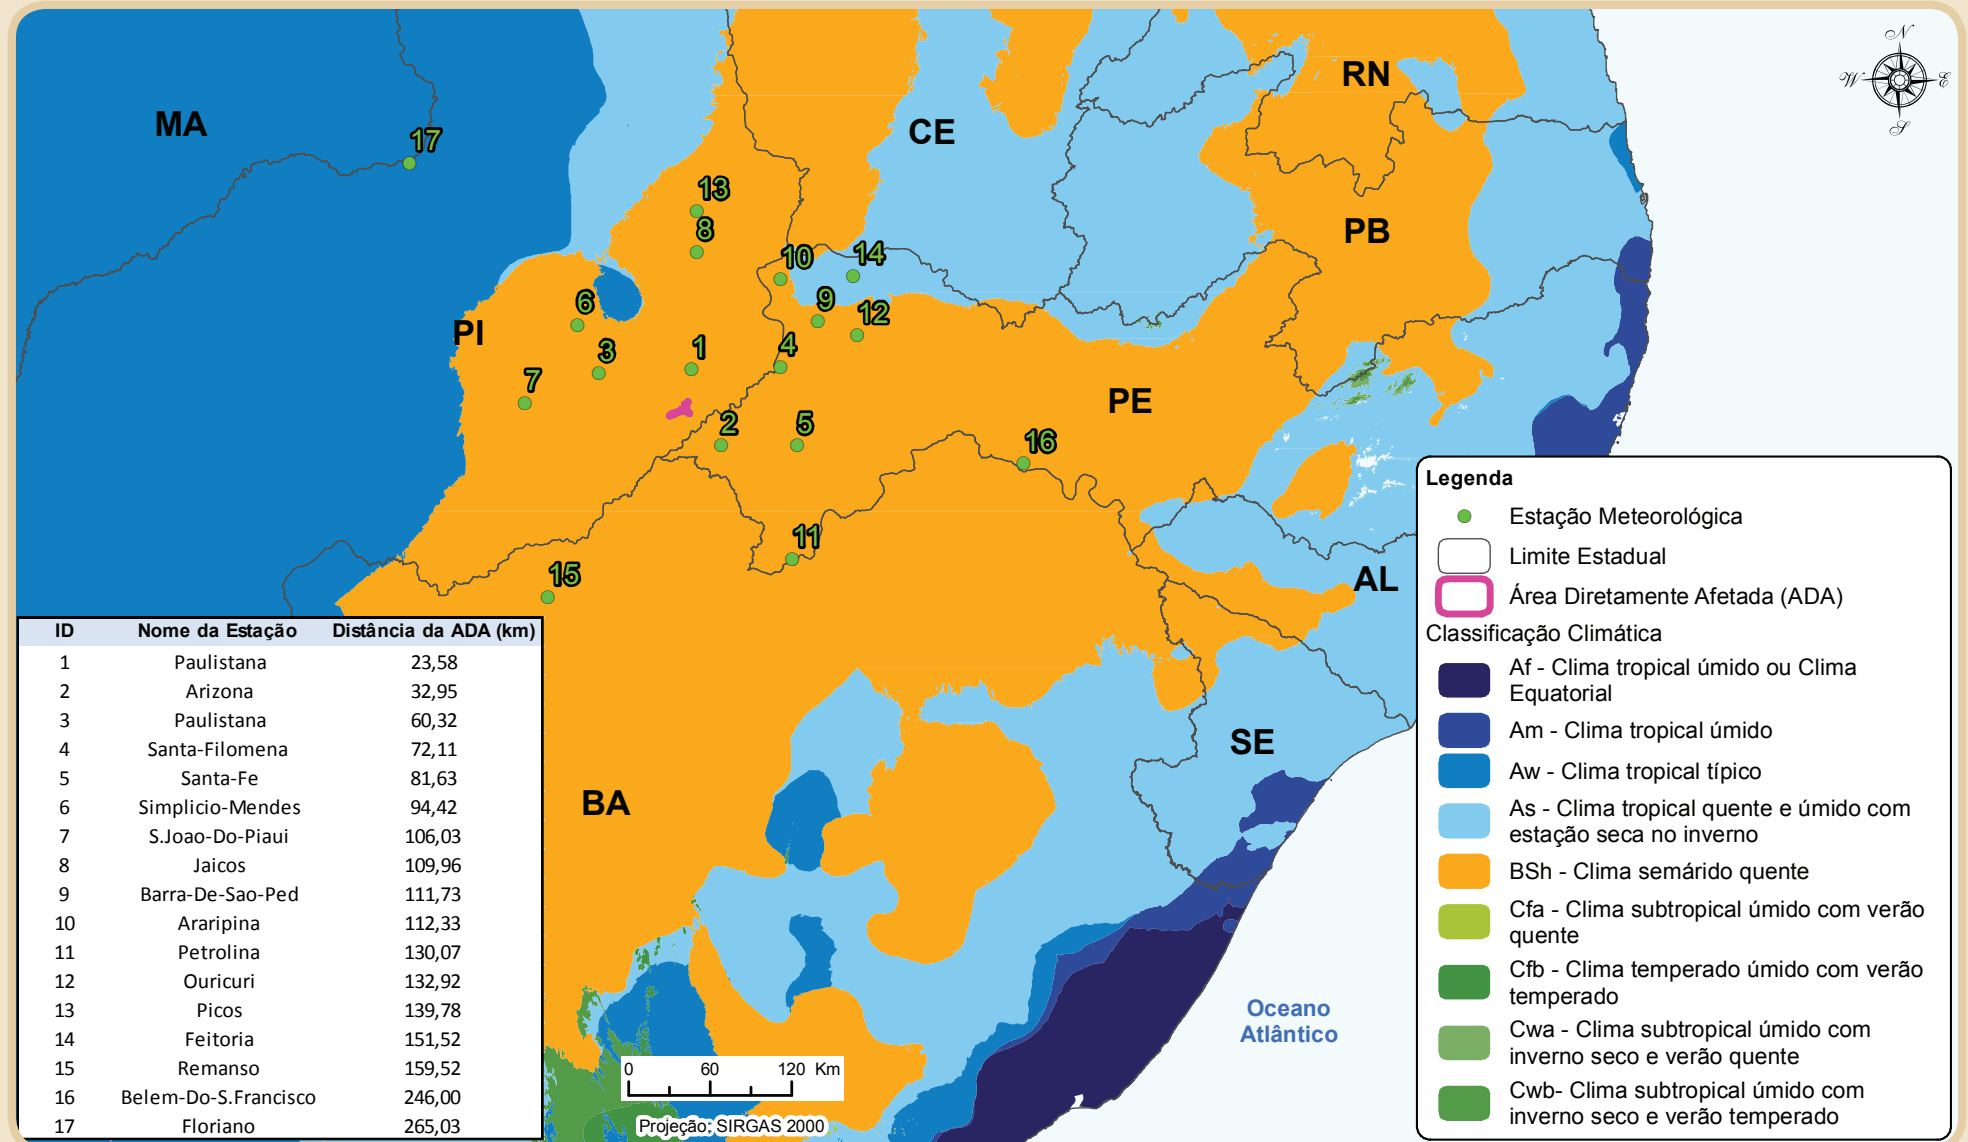 N
W
E
S
MA
17
CE
RN
13
8
PB
10
14
6
9
12
PI
3
1
4
7
PE
2
5
16
11
15
AL
SE
BA
Oceano
Atlântico
0 60 120 Km
Projeção: SIRGAS 2000
ID Nome da Estação Distância da ADA (km)
1 Paulistana 23,58
2 Arizona 32,95
3 Paulistana 60,32
4 Santa-Filomena 72,11
5 Santa-Fe 81,63
6 Simplicio-Mendes 94,42
7 S.Joao-Do-Piaui 106,03
8 Jaicos 109,96
9 Barra-De-Sao-Ped 111,73
10 Araripina 112,33
11 Petrolina 130,07
12 Ouricuri 132,92
13 Picos 139,78
14 Feitoria 151,52
15 Remanso 159,52
16 Belem-Do-S.Francisco 246,00
17 Floriano 265,03
Legenda
Estação Meteorológica
Limite Estadual
Área Diretamente Afetada (ADA)
Classificação Climática
Af - Clima tropical úmido ou Clima
Equatorial
Am - Clima tropical úmido
Aw - Clima tropical típico
As - Clima tropical quente e úmido com
estação seca no inverno
BSh - Clima semárido quente
Cfa - Clima subtropical úmido com verão
quente
Cfb - Clima temperado úmido com verão
temperado
Cwa - Clima subtropical úmido com
inverno seco e verão quente
Cwb- Clima subtropical úmido com
inverno seco e verão temperado